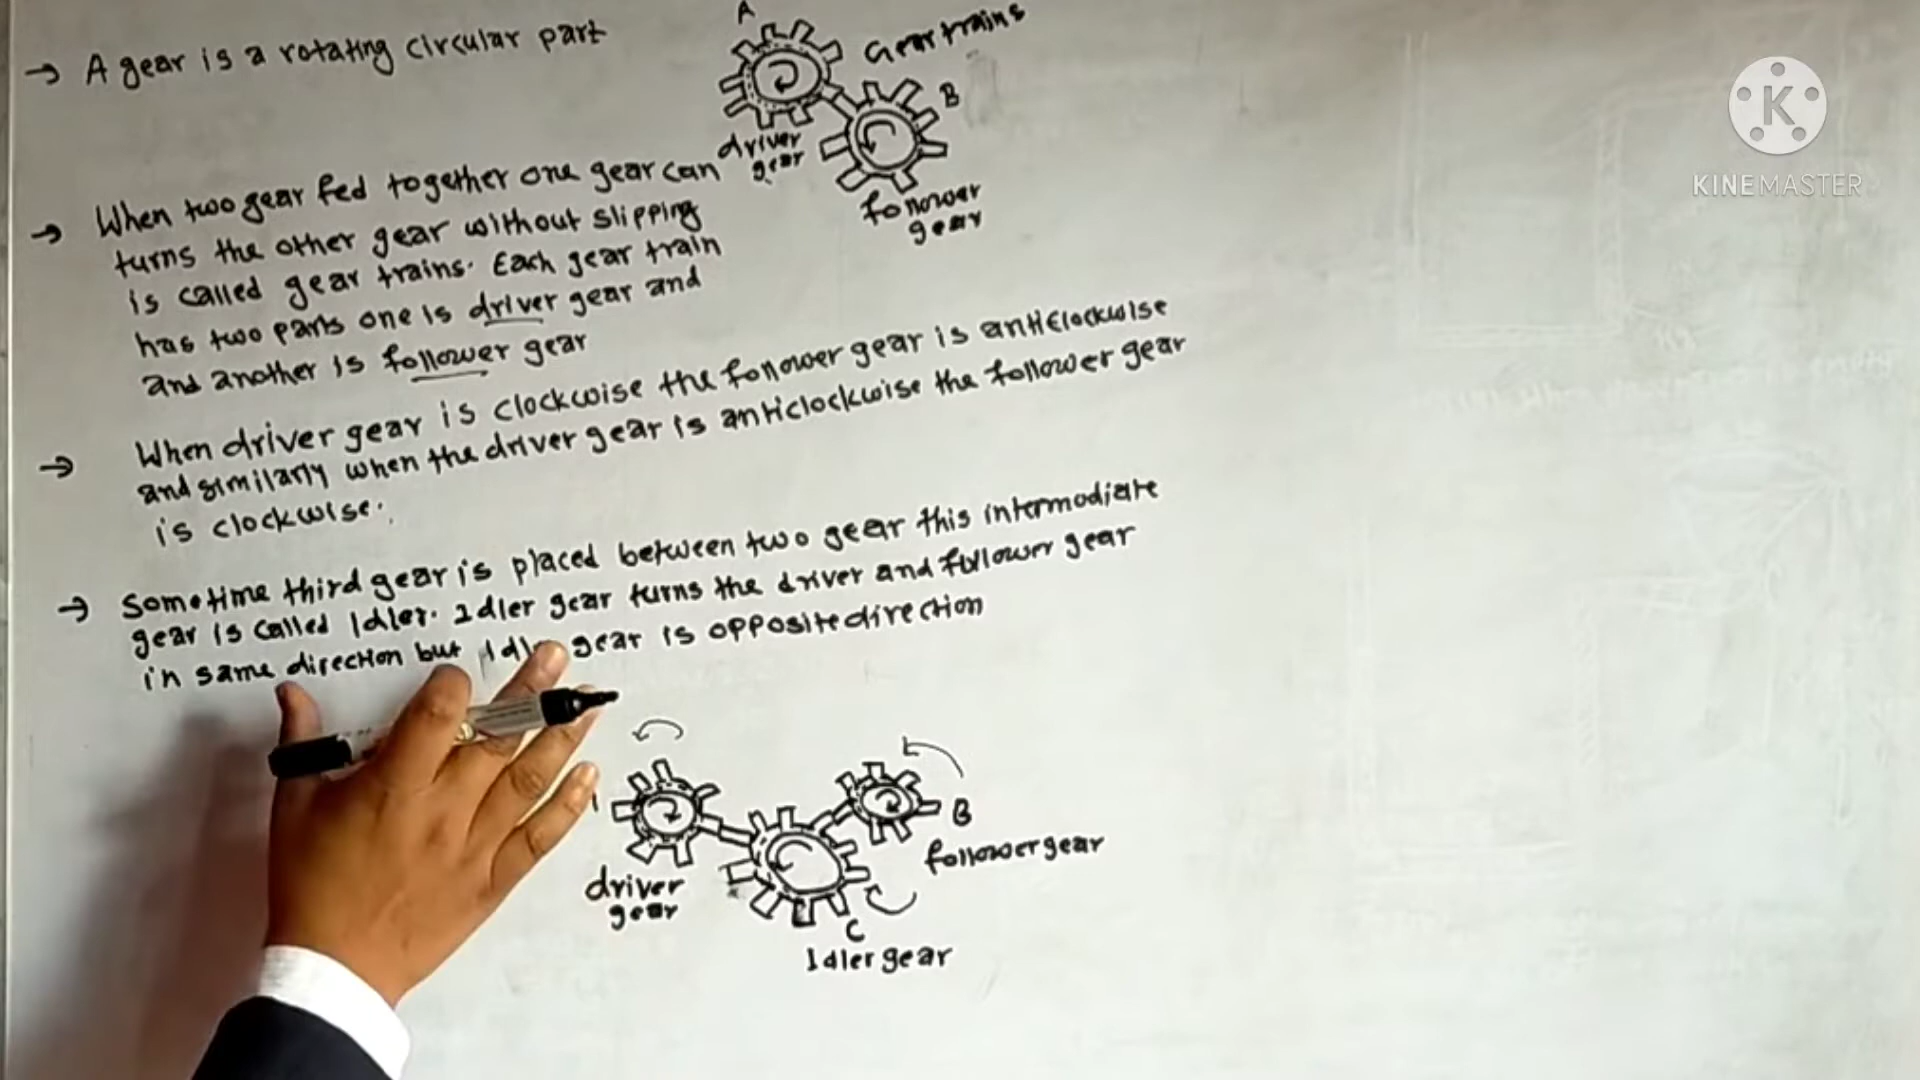 → A gear is a rotating circular part
A
Gear trains
B
driver
gear
follower
gear
→ When two gear fed together one gear can
turns the other gear without slipping
is called gear trains. Each gear train
has two parts one is driver gear and
and another is follower gear
→ When driver gear is clockwise the follower gear is anticlockwise
and similarly when the driver gear is anticlockwise the follower gear
is clockwise.
→ Sometime third gear is placed between two gear this intermodiate
gear is called Idler. Idler gear turns the driver and follower gear
in same direction but gear is opposite direction
B
follower gear
driver
gear
C
Idler gear
K
KINEMASTER